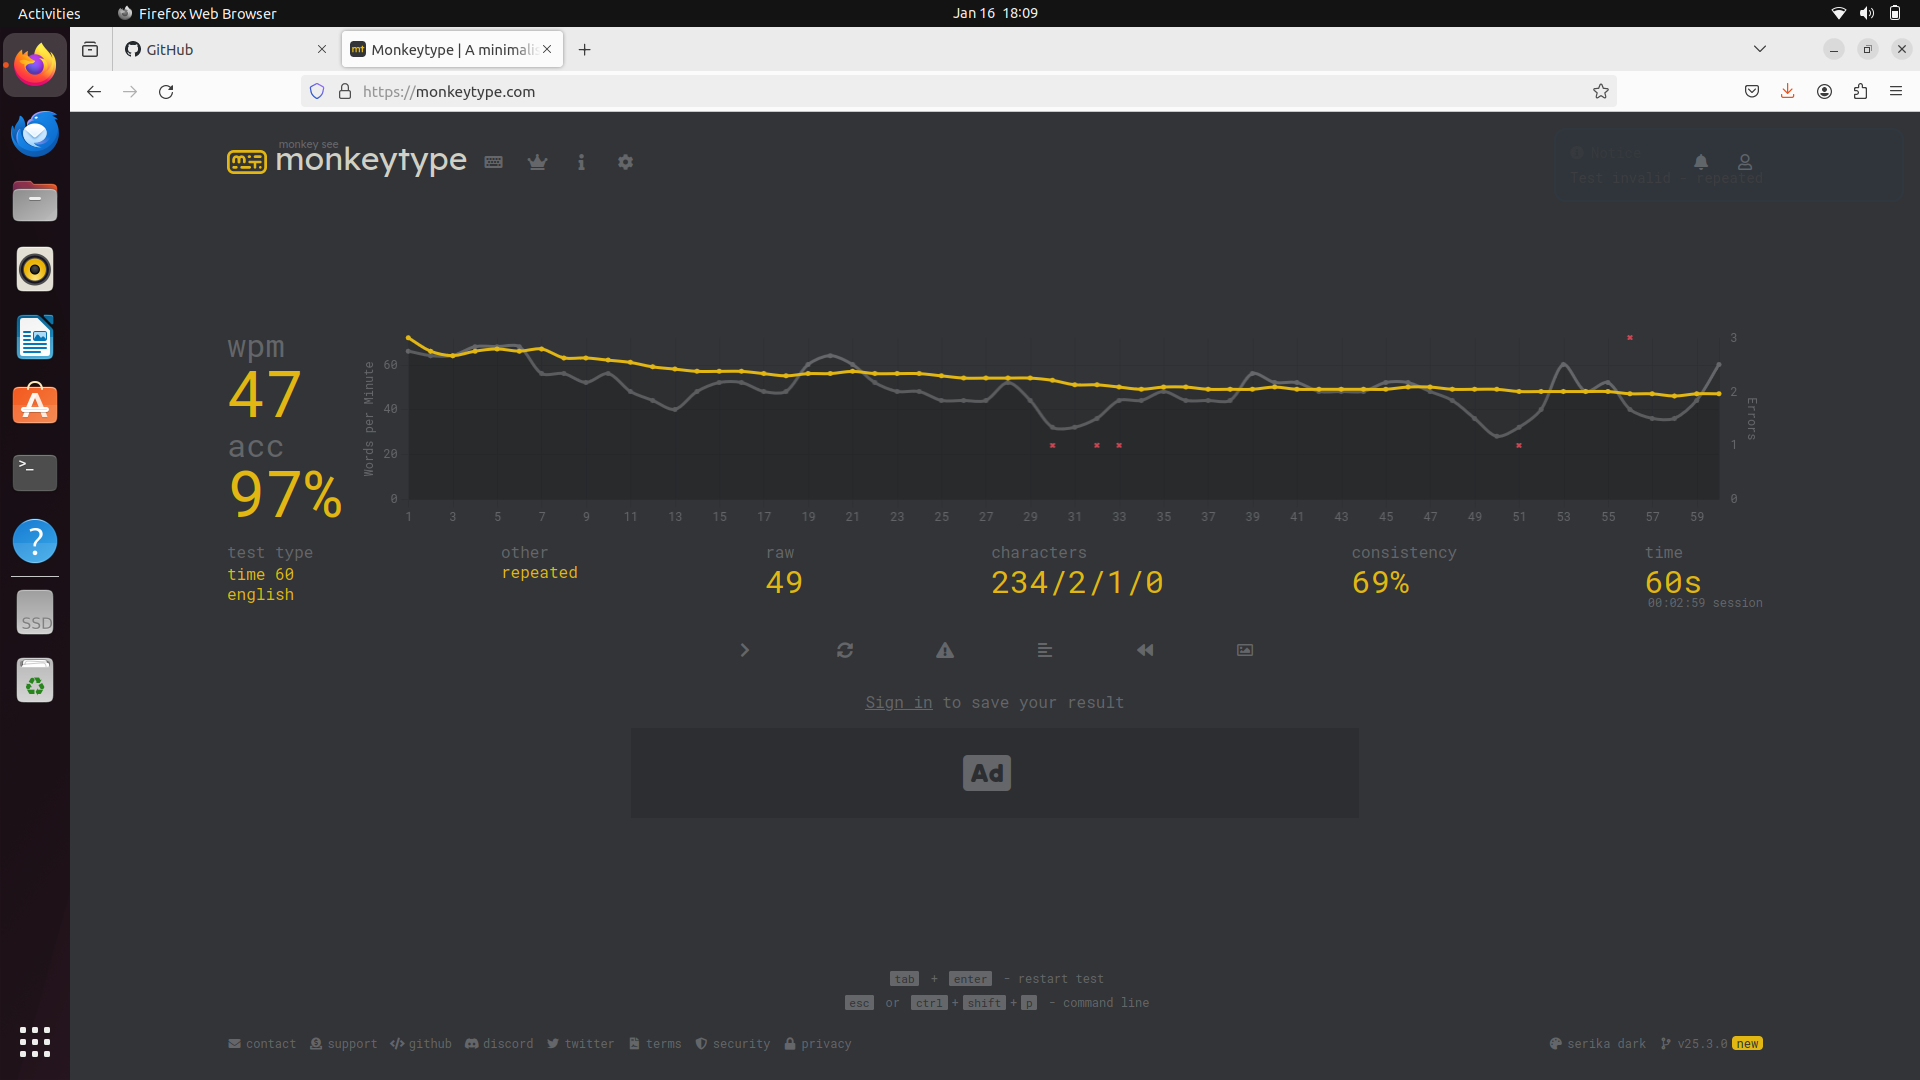 Activities
Firefox Web Browser
Jan 16 18:09
GitHub
Monkeytype | A minimalis
https://monkeytype.com
monkey see
monkeytype
Notice
Test invalid - repeated
wpm
47
acc
97%
Words per Minute
60
40
20
0
3
2
1
0
Errors
1 3 5 7 9 11 13 15 17 19 21 23 25 27 29 31 33 35 37 39 41 43 45 47 49 51 53 55 57 59
test type
time 60
english
other
repeated
raw
49
characters
234/2/1/0
consistency
69%
time
60s
00:02:59 session
Sign in to save your result
Ad
tab + enter - restart test
esc or ctrl + shift + p - command line
contact support github discord twitter terms security privacy
serika dark v25.3.0 new
>_
?
SSD